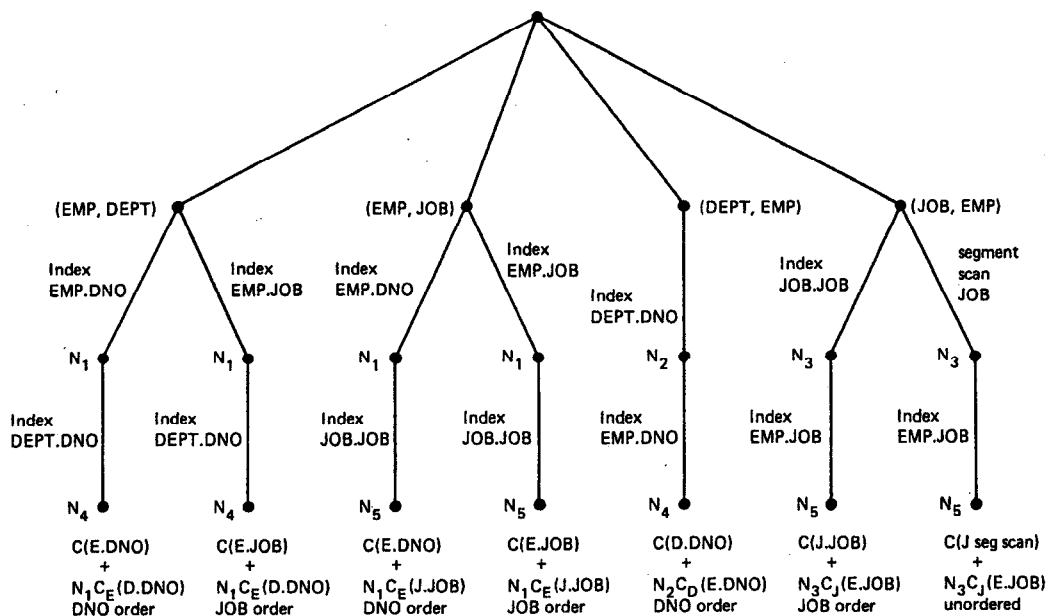 (EMP, DEPT)
(EMP, JOB)
(DEPT, EMP)
(JOB, EMP)
Index
EMP.DNO
Index
EMP.JOB
Index
EMP.DNO
Index
EMP.JOB
Index
DEPT.DNO
Index
JOB.JOB
segment
scan
JOB
N1
N1
N1
N1
N2
N3
N3
Index
DEPT.DNO
Index
DEPT.DNO
Index
JOB.JOB
Index
JOB.JOB
Index
EMP.DNO
Index
EMP.JOB
Index
EMP.JOB
N4
N4
N5
N5
N4
N5
N5
C(E.DNO)
+
N1CE(D.DNO)
DNO order
C(E.JOB)
+
N1CE(D.DNO)
JOB order
C(E.DNO)
+
N1CE(J.JOB)
DNO order
C(E.JOB)
+
N1CE(J.JOB)
JOB order
C(D.DNO)
+
N2CD(E.DNO)
DNO order
C(J.JOB)
+
N3CJ(E.JOB)
JOB order
C(J seg scan)
+
N3CJ(E.JOB)
unordered